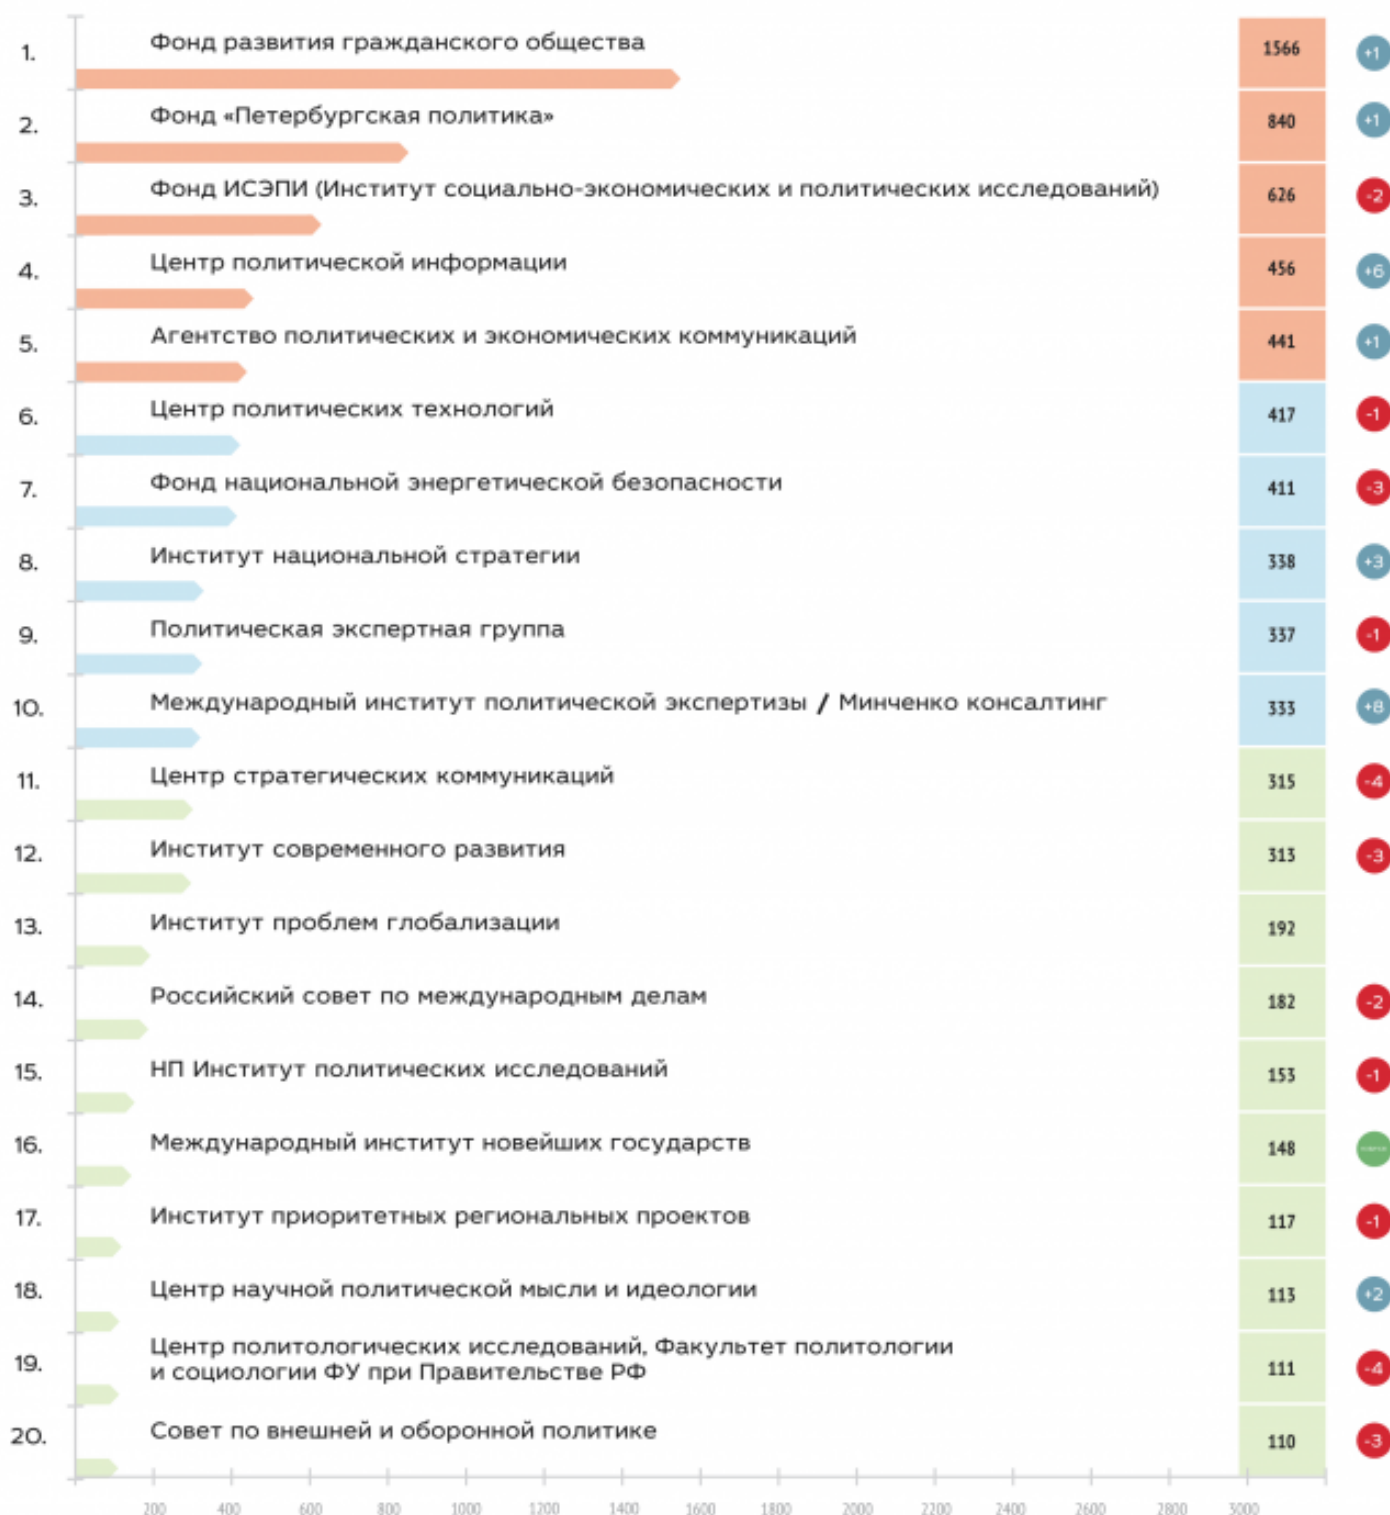 1. Фонд развития гражданского общества 1566 +1
2. Фонд «Петербургская политика» 840 +1
3. Фонд ИСЭПИ (Институт социально-экономических и политических исследований) 626 -2
4. Центр политической информации 456 +6
5. Агентство политических и экономических коммуникаций 441 +1
6. Центр политических технологий 417 -1
7. Фонд национальной энергетической безопасности 411 -3
8. Институт национальной стратегии 338 +3
9. Политическая экспертная группа 337 -1
10. Международный институт политической экспертизы / Минченко консалтинг 333 +8
11. Центр стратегических коммуникаций 315 -4
12. Институт современного развития 313 -3
13. Институт проблем глобализации 192
14. Российский совет по международным делам 182 -2
15. НП Институт политических исследований 153 -1
16. Международный институт новейших государств 148
17. Институт приоритетных региональных проектов 117 -1
18. Центр научной политической мысли и идеологии 113 +2
19. Центр политологических исследований, Факультет политологии
и социологии ФУ при Правительстве РФ 111 -4
20. Совет по внешней и оборонной политике 110 -3
200 400 600 800 1000 1200 1400 1600 1800 2000 2200 2400 2600 2800 3000